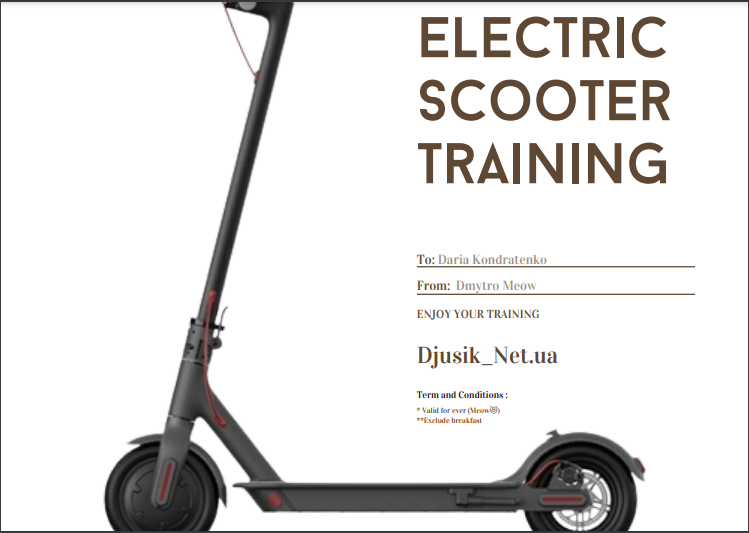 ELECTRIC
SCOOTER
TRAINING
To: Daria Kondratenko
From: Dmytro Meow
ENJOY YOUR TRAINING
Djusik_Net.ua
Term and Conditions :
* Valid for ever (Meow😻)
**Exclude breakfast